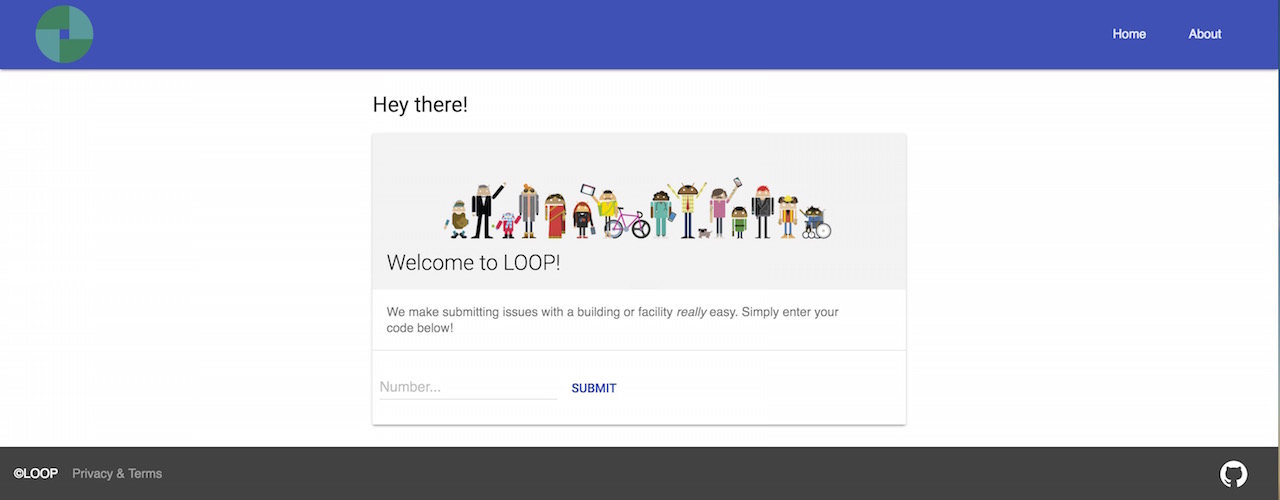 Home About
Hey there!
Welcome to LOOP!
We make submitting issues with a building or facility really easy. Simply enter your
code below!
Number... SUBMIT
©LOOP Privacy & Terms